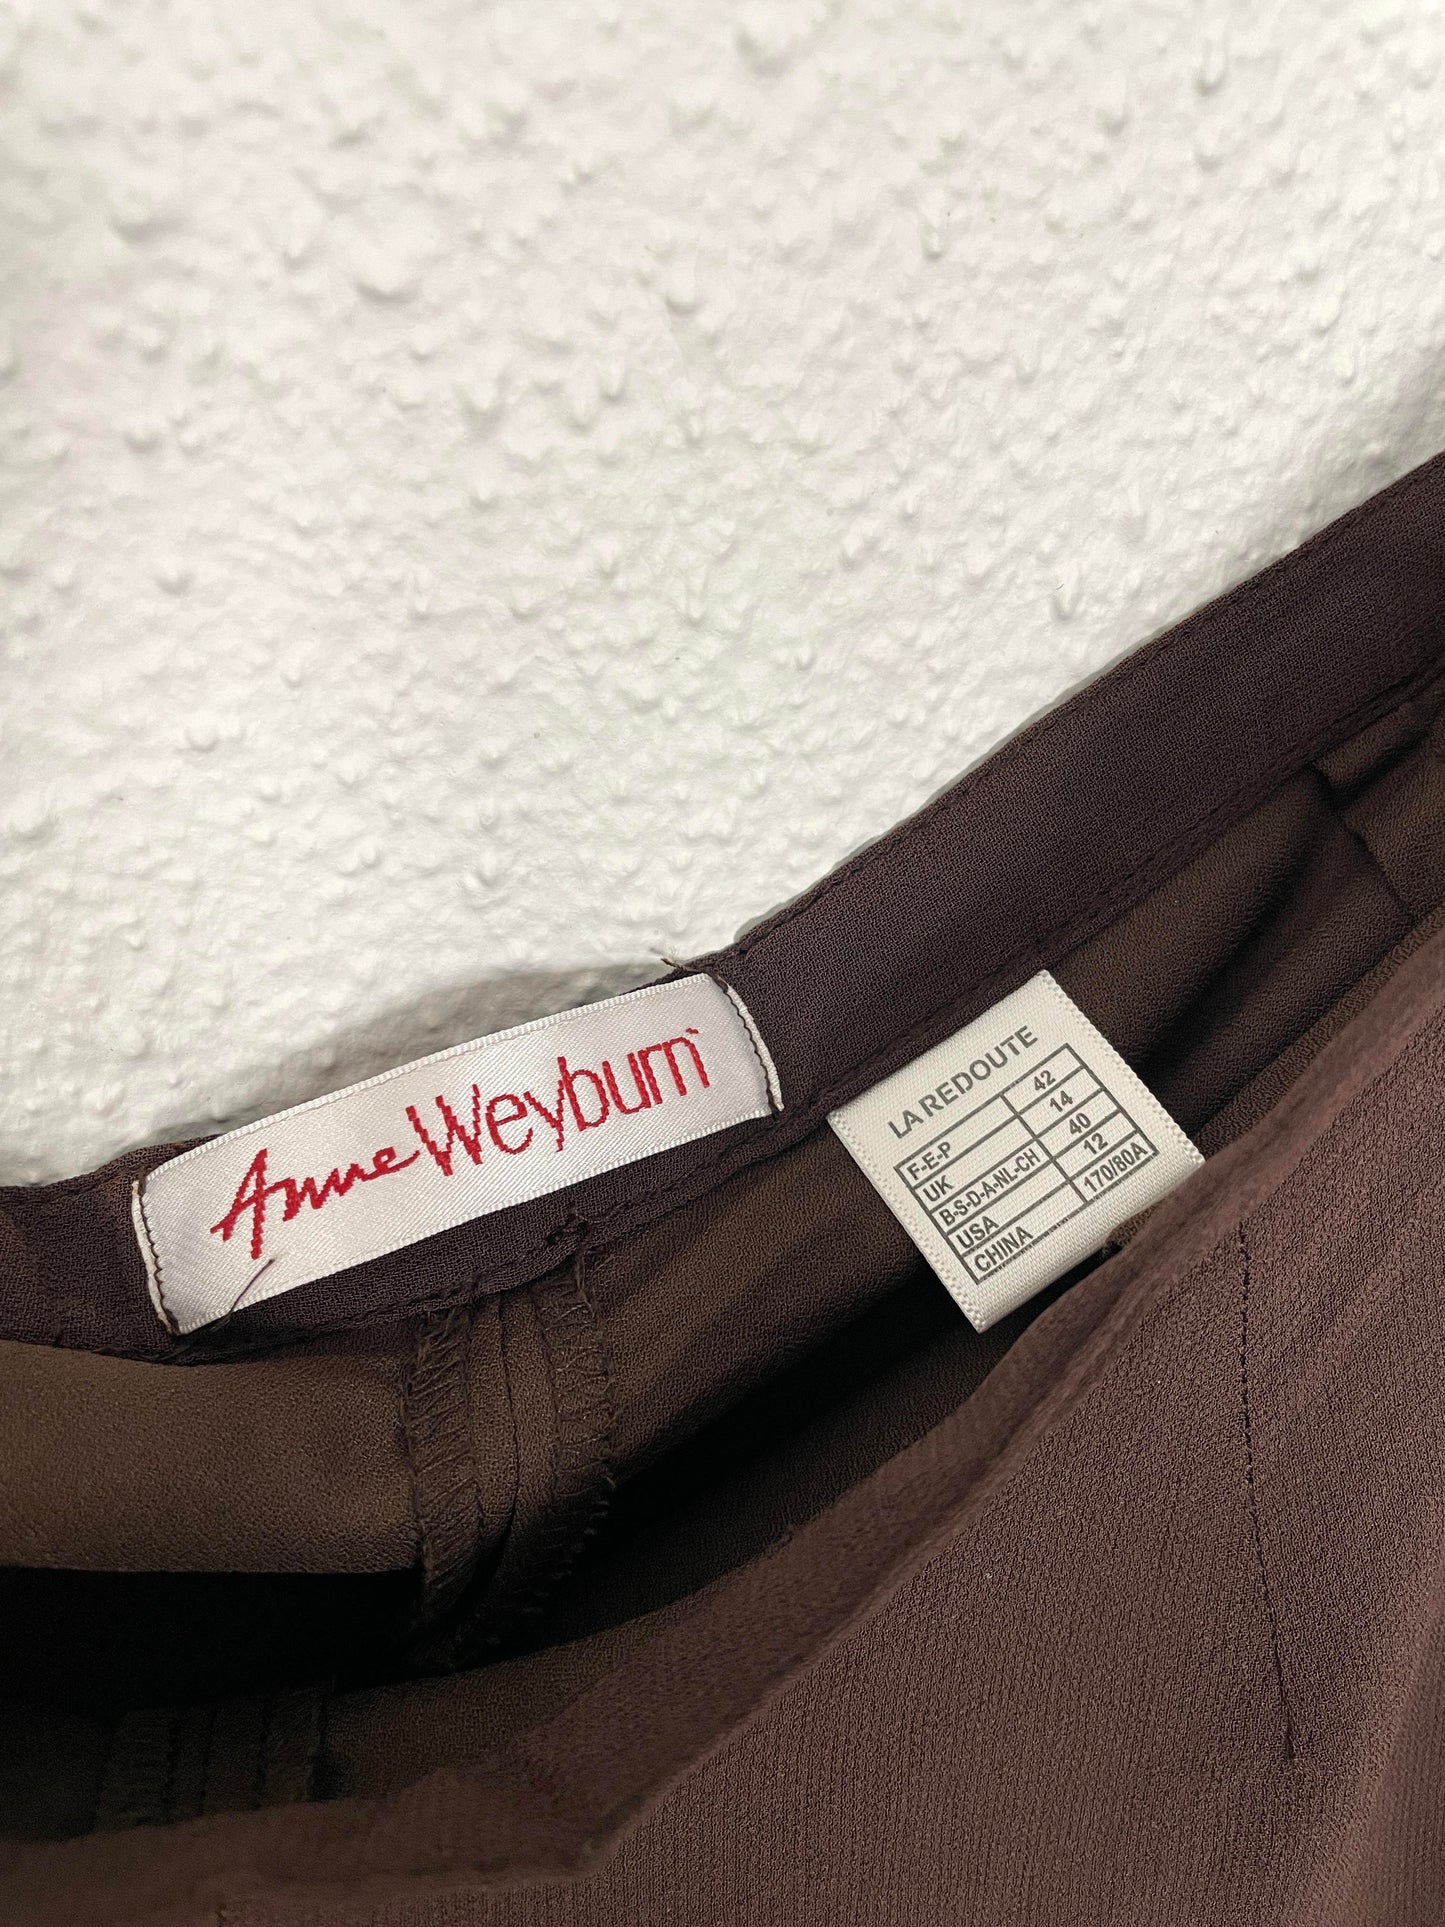 Anne Weyburn
LA REDOUTE
F-E-P 42
UK 14
B-S-D-A-NL-CH 40
USA 12
CHINA 170/80A